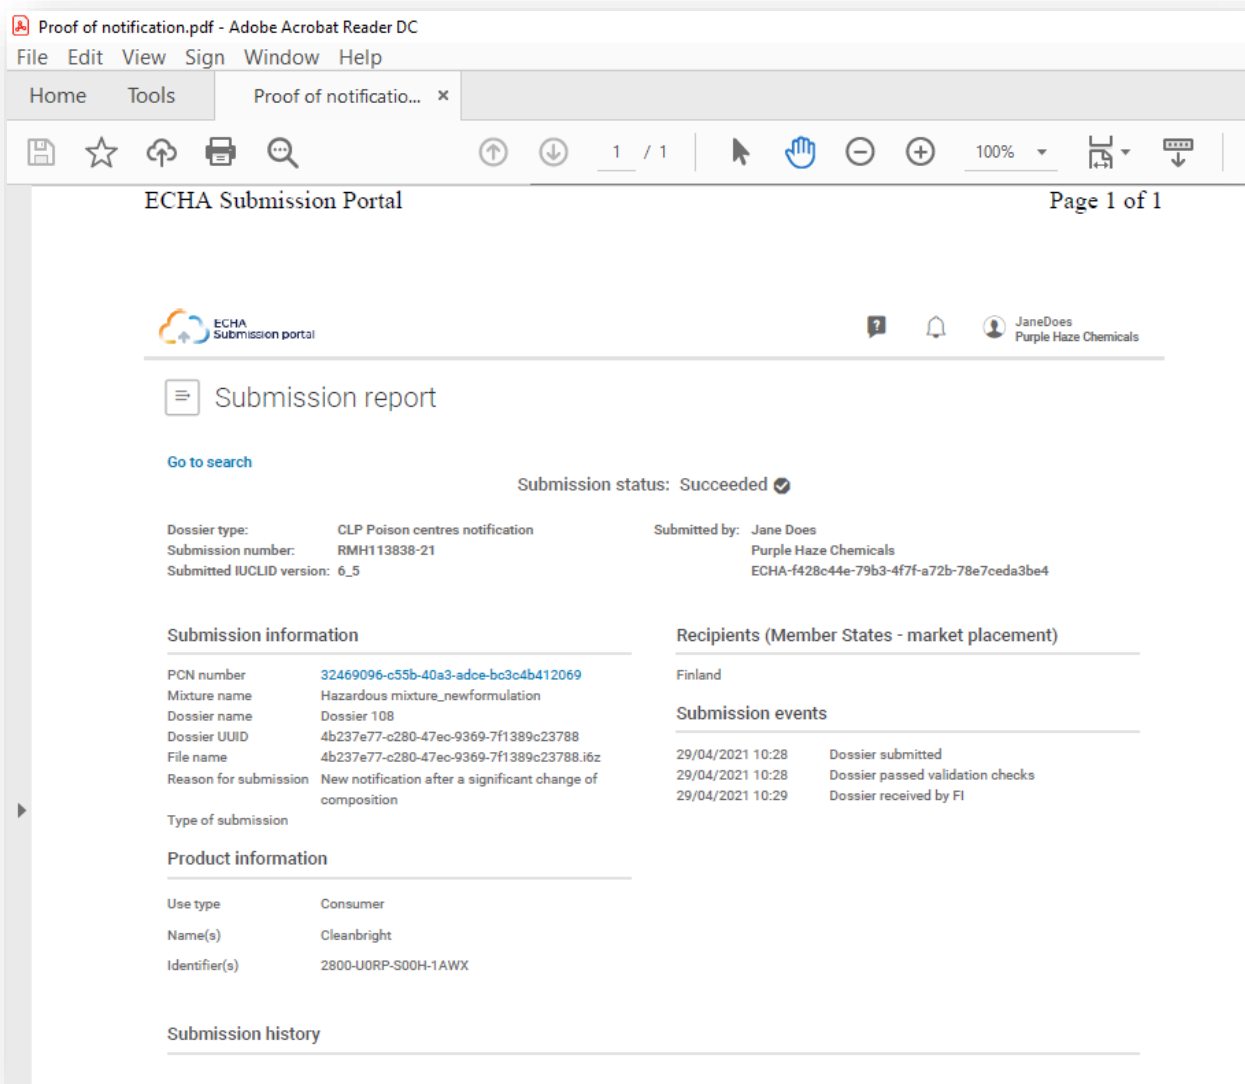 Proof of notification.pdf - Adobe Acrobat Reader DC
File Edit View Sign Window Help
Home Tools Proof of notificatio... ×
1 / 1 100%
ECHA Submission Portal Page 1 of 1
ECHA
Submission portal
? JaneDoes
Purple Haze Chemicals
Submission report
Go to search
Submission status: Succeeded
Dossier type: CLP Poison centres notification
Submission number: RMH113838-21
Submitted IUCLID version: 6_5
Submitted by: Jane Does
Purple Haze Chemicals
ECHA-f428c44e-79b3-4f7f-a72b-78e7ceda3be4
Submission information
PCN number 32469096-c55b-40a3-adce-bc3c4b412069
Mixture name Hazardous mixture_newformulation
Dossier name Dossier 108
Dossier UUID 4b237e77-c280-47ec-9369-7f1389c23788
File name 4b237e77-c280-47ec-9369-7f1389c23788.i6z
Reason for submission New notification after a significant change of
composition
Type of submission
Recipients (Member States - market placement)
Finland
Submission events
29/04/2021 10:28 Dossier submitted
29/04/2021 10:28 Dossier passed validation checks
29/04/2021 10:29 Dossier received by FI
Product information
Use type Consumer
Name(s) Cleanbright
Identifier(s) 2800-U0RP-S00H-1AWX
Submission history